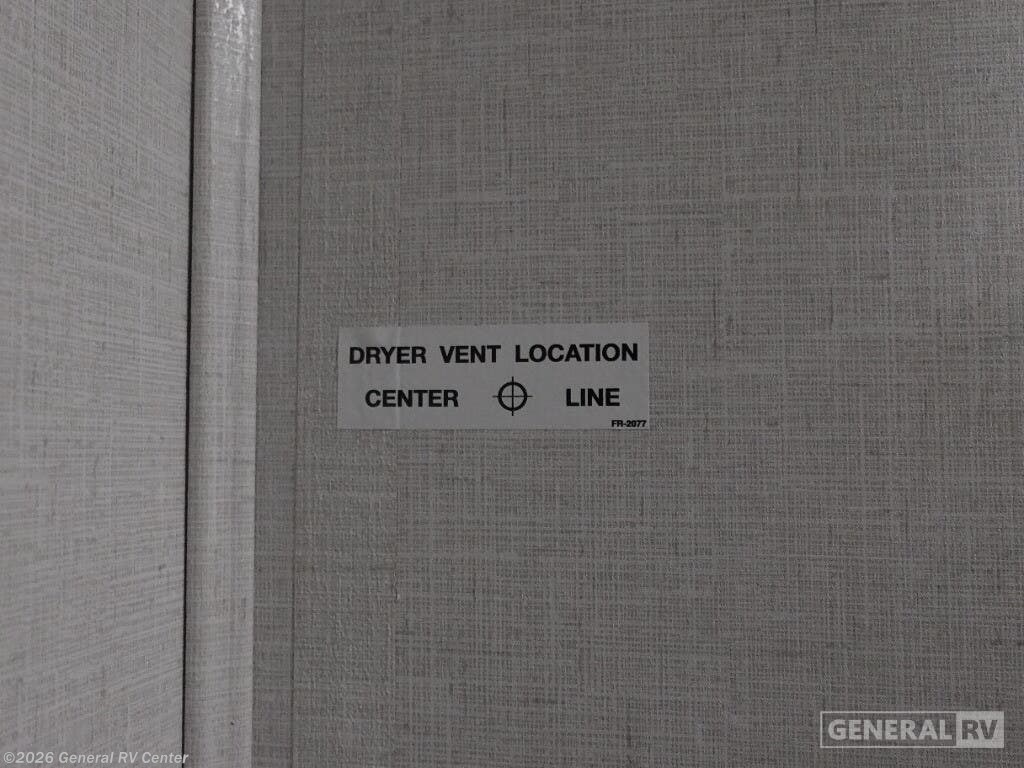 DRYER VENT LOCATION
CENTER LINE
FR-2077
GENERAL RV
©2026 General RV Center